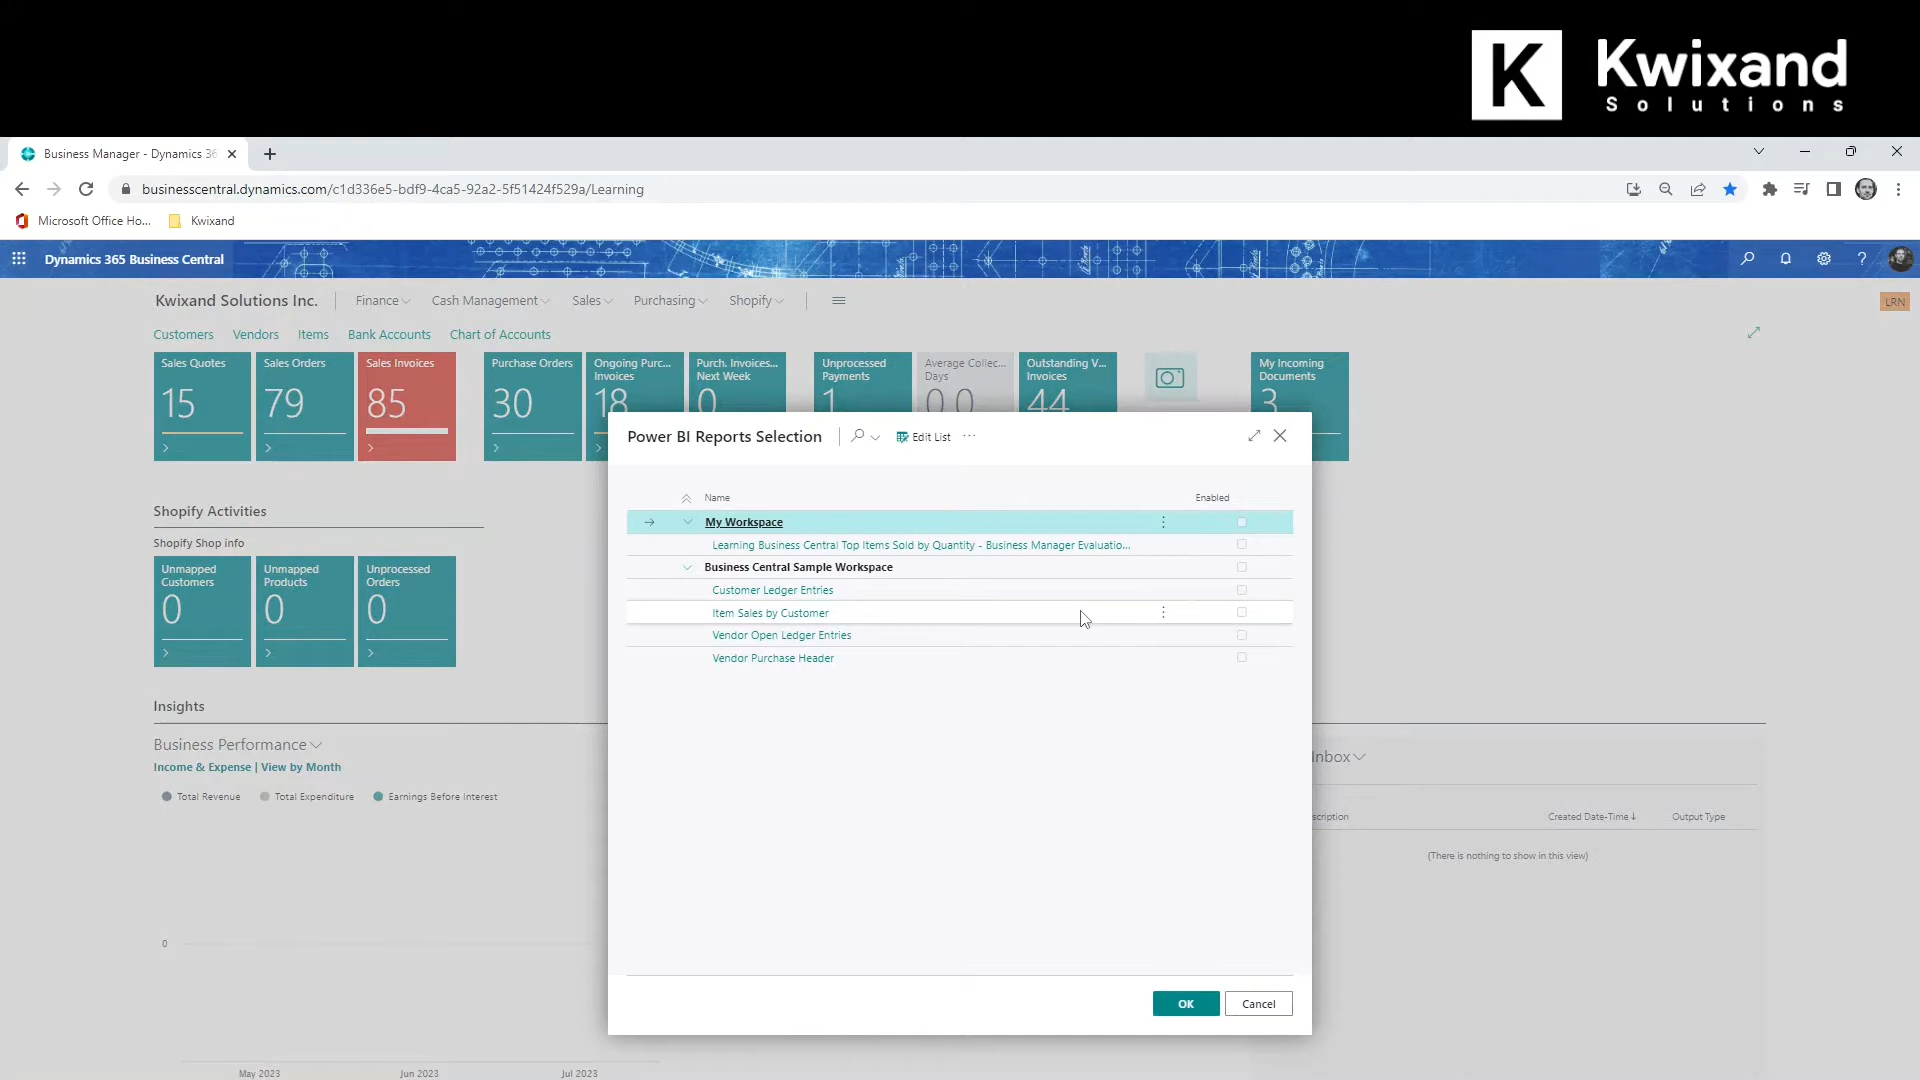 K Kwixand
Solutions
Business Manager - Dynamics 36
businesscentral.dynamics.com/c1d336e5-bdf9-4ca5-92a2-5f51424f529a/Learning
Microsoft Office Ho... Kwixand
Dynamics 365 Business Central
Kwixand Solutions Inc. Finance Cash Management Sales Purchasing Shopify
LRN
Customers Vendors Items Bank Accounts Chart of Accounts
Sales Quotes
15
Sales Orders
79
Sales Invoices
85
Purchase Orders
30
Ongoing Purc...
Invoices
18
Purch. Invoices...
Next Week
0
Unprocessed
Payments
1
Average Collec...
Days
0.0
Outstanding V...
Invoices
44
My Incoming
Documents
3
Power BI Reports Selection Edit List ...
Name Enabled
My Workspace
Learning Business Central Top Items Sold by Quantity - Business Manager Evaluatio...
Business Central Sample Workspace
Customer Ledger Entries
Item Sales by Customer
Vendor Open Ledger Entries
Vendor Purchase Header
OK Cancel
Shopify Activities
Shopify Shop info
Unmapped
Customers
0
Unmapped
Products
0
Unprocessed
Orders
0
Insights
Business Performance
Income & Expense | View by Month
Total Revenue Total Expenditure Earnings Before Interest
0
May 2023 Jun 2023 Jul 2023
Inbox
scription Created Date-Time ↓ Output Type
(There is nothing to show in this view)